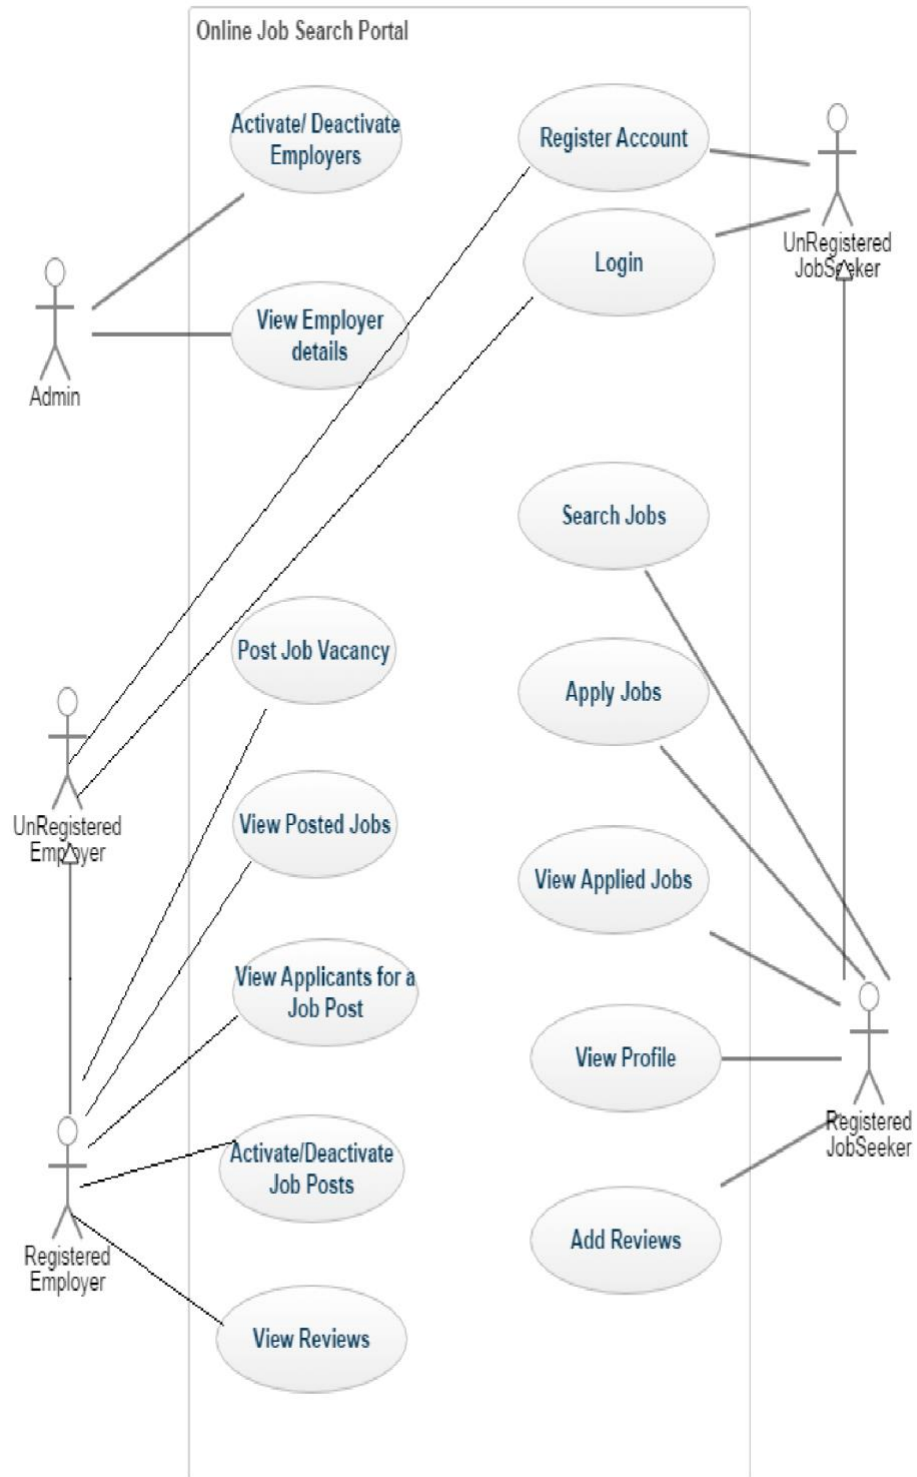 Online Job Search Portal
Activate/ Deactivate
Employers
Register Account
UnRegistered
JobSeeker
Login
View Employer
details
Admin
Search Jobs
Post Job Vacancy
Apply Jobs
UnRegistered
Employer
View Posted Jobs
View Applied Jobs
View Applicants for a
Job Post
View Profile
Registered
JobSeeker
Activate/Deactivate
Job Posts
Registered
Employer
Add Reviews
View Reviews